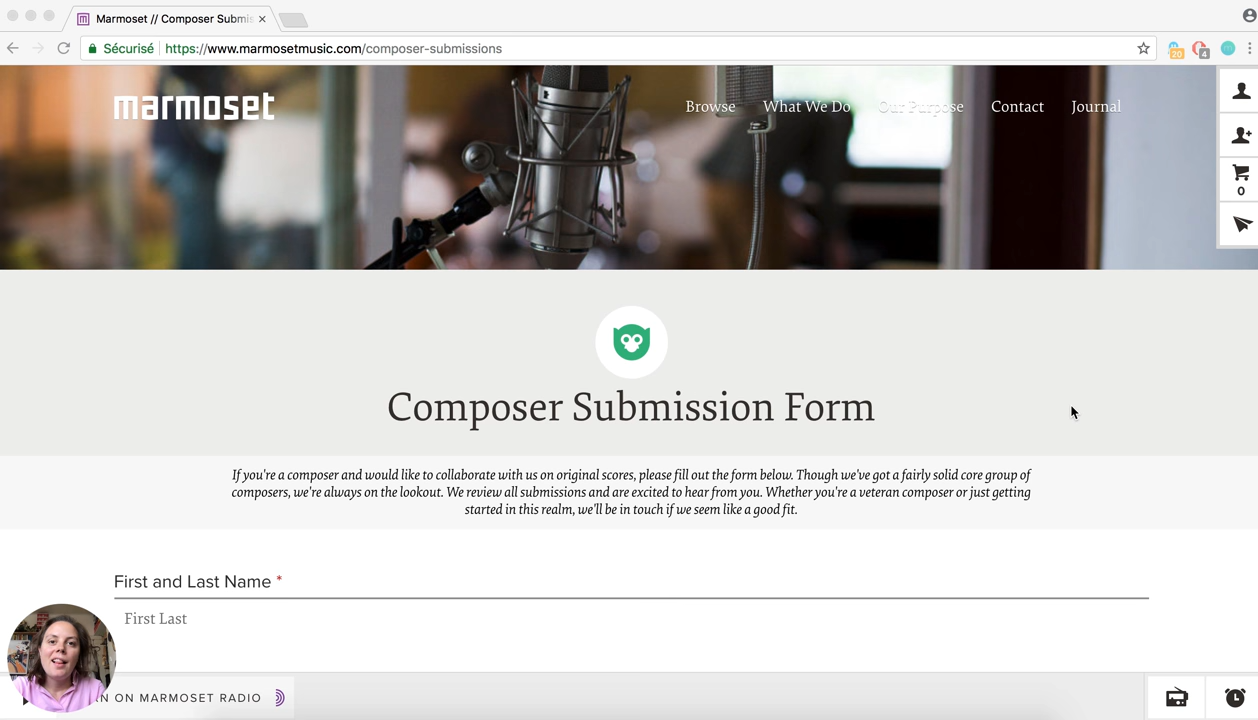 Marmoset // Composer Submis
Sécurisé
https://www.marmosetmusic.com/composer-submissions
20
4
marmoset
Browse
What We Do
Our Purpose
Contact
Journal
0
Composer Submission Form
If you're a composer and would like to collaborate with us on original scores, please fill out the form below. Though we've got a fairly solid core group of
composers, we're always on the lookout. We review all submissions and are excited to hear from you. Whether you're a veteran composer or just getting
started in this realm, we'll be in touch if we seem like a good fit.
First and Last Name *
First Last
ON MARMOSET RADIO